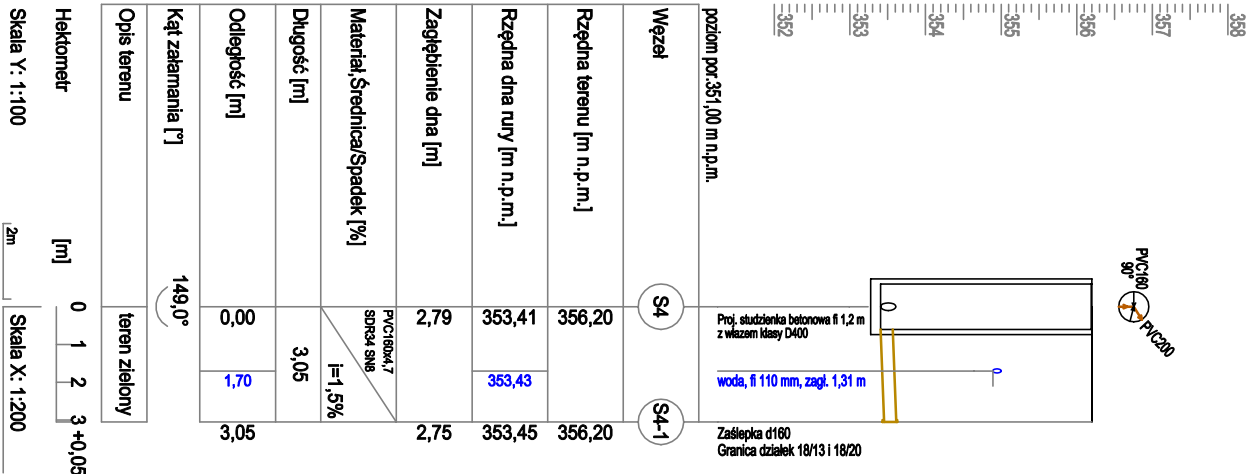 352
353
354
355
356
357
358
PVC160
90°
PVC200
poziom por.351,00 m n.p.m.
Proj. studzienka betonowa fi 1,2 m
z włazem klasy D400
woda, fi 110 mm, zagl. 1,31 m
Zaślepka d160
Granica działek 18/13 i 18/20
Węzeł
S4
S4-1
Rzędna terenu [m n.p.m.]
356,20
356,20
Rzędna dna rury [m n.p.m.]
353,41
353,43
353,45
Zagłębienie dna [m]
2,79
2,75
Materiał,Średnica/Spadek [%]
PVC160x4,7
SDR34 SN8
i=1,5%
Długość [m]
3,05
Odległość [m]
0,00
1,70
3,05
Kąt załamania [°]
149,0°
Opis terenu
teren zielony
Hektometr
[m]
0
1
2
3 +0,05
Skala Y: 1:100
2m
Skala X: 1:200